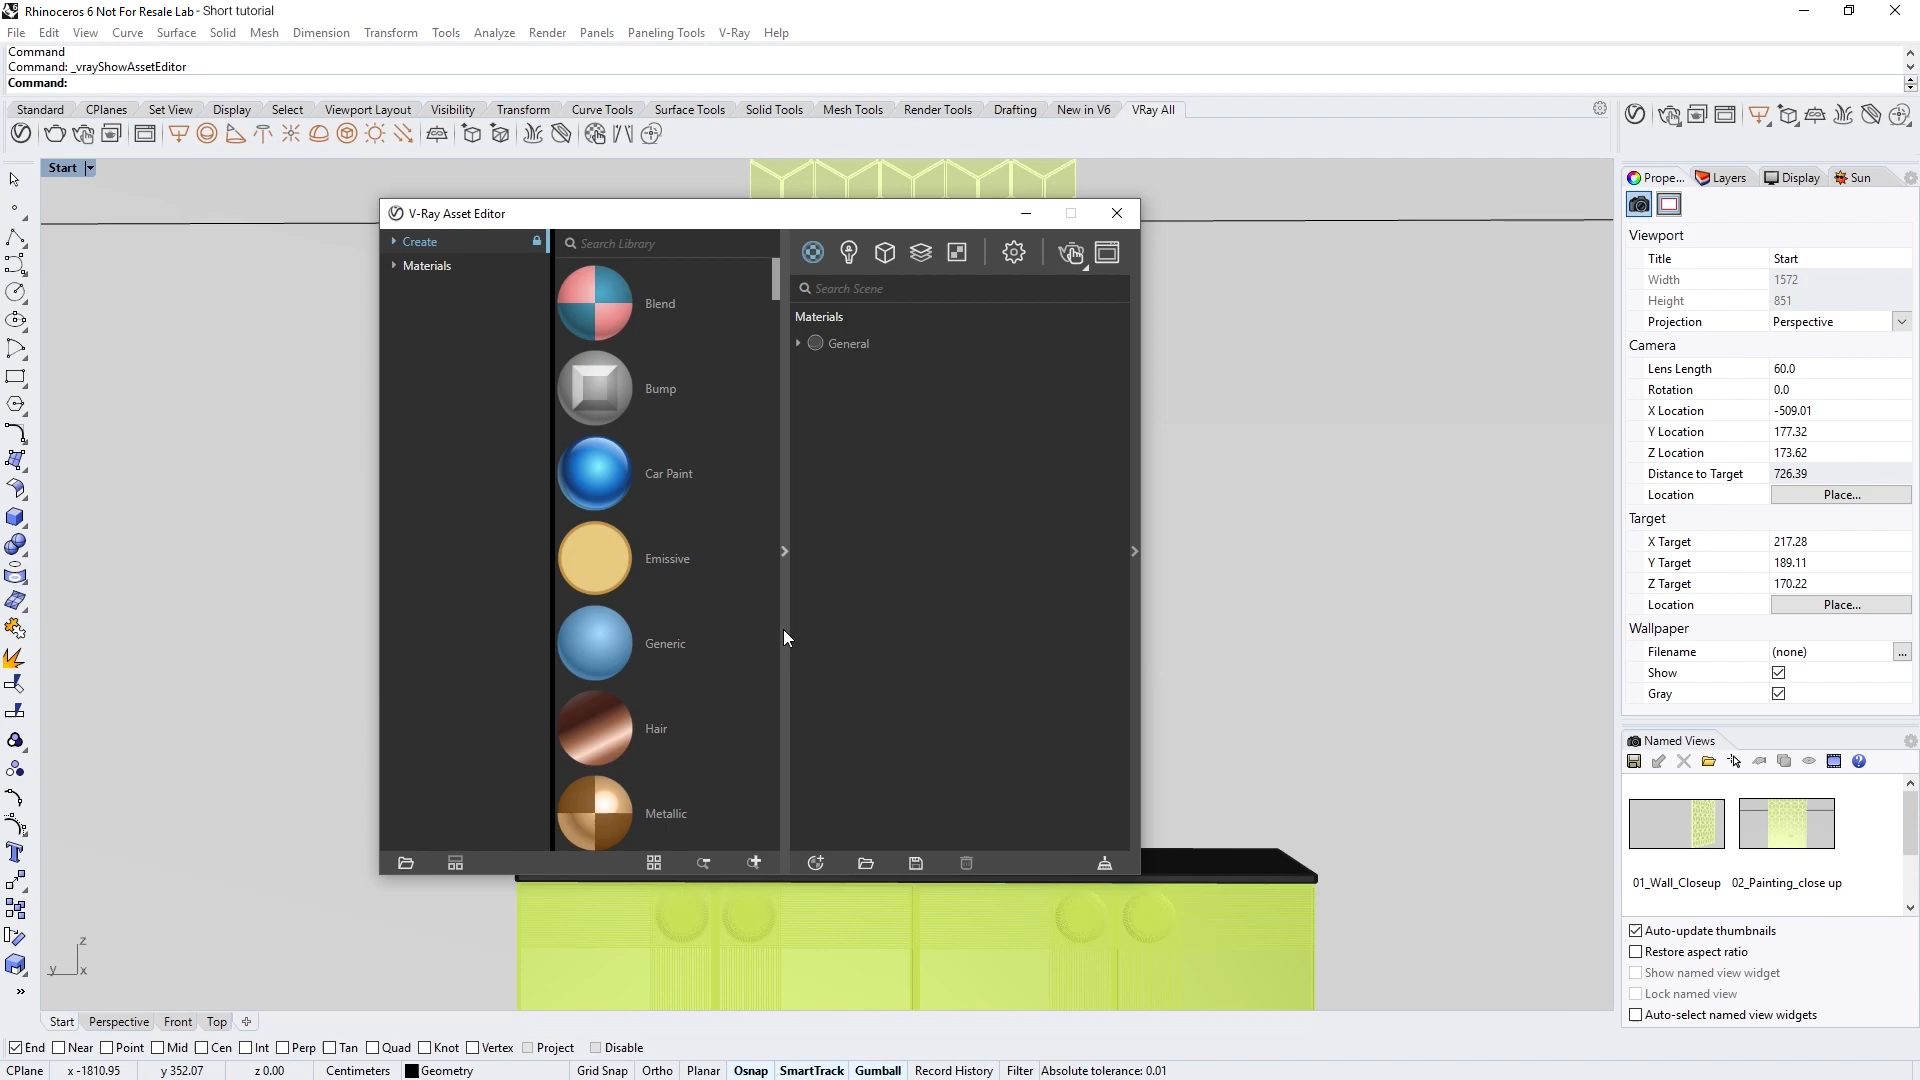 Rhinoceros 6 Not For Resale Lab - Short tutorial
File Edit View Curve Surface Solid Mesh Dimension Transform Tools Analyze Render Panels Paneling Tools V-Ray Help
Command
Command: _vrayShowAssetEditor
Command:
Standard CPlanes Set View Display Select Viewport Layout Visibility Transform Curve Tools Surface Tools Solid Tools Mesh Tools Render Tools Drafting New in V6 VRay All
Start
V-Ray Asset Editor
Create
Materials
Search Library
Blend
Bump
Car Paint
Emissive
Generic
Hair
Metallic
Search Scene
Materials
General
Prope... Layers Display Sun
Viewport
Title Start
Width 1572
Height 851
Projection Perspective
Camera
Lens Length 60.0
Rotation 0.0
X Location -509.01
Y Location 177.32
Z Location 173.62
Distance to Target 726.39
Location Place...
Target
X Target 217.28
Y Target 189.11
Z Target 170.22
Location Place...
Wallpaper
Filename (none) ...
Show
Gray
Named Views
01_Wall_Closeup 02_Painting_close up
Auto-update thumbnails
Restore aspect ratio
Show named view widget
Lock named view
Auto-select named view widgets
z
y x
Start Perspective Front Top
End Near Point Mid Cen Int Perp Tan Quad Knot Vertex Project Disable
CPlane x -1810.95 y 352.07 z 0.00 Centimeters Geometry Grid Snap Ortho Planar Osnap SmartTrack Gumball Record History Filter Absolute tolerance: 0.01